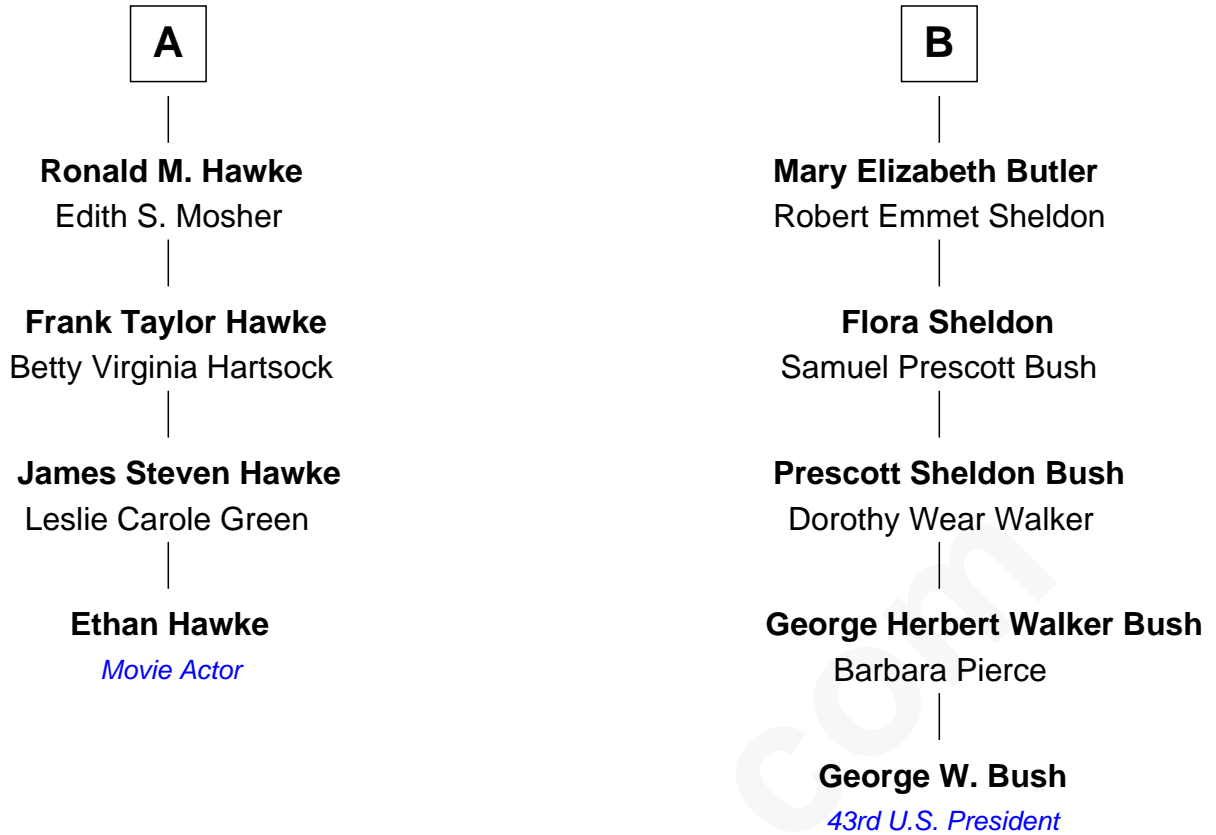 A
Ronald M. Hawke
Edith S. Mosher
Frank Taylor Hawke
Betty Virginia Hartsock
James Steven Hawke
Leslie Carole Green
Ethan Hawke
Movie Actor
B
Mary Elizabeth Butler
Robert Emmet Sheldon
Flora Sheldon
Samuel Prescott Bush
Prescott Sheldon Bush
Dorothy Wear Walker
George Herbert Walker Bush
Barbara Pierce
George W. Bush
43rd U.S. President
com